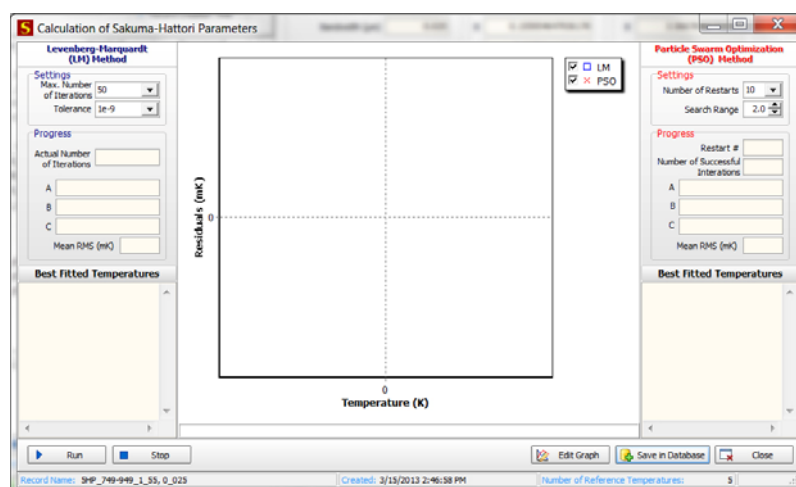 S Calculation of Sakuma-Hattori Parameters
Levenberg-Marquardt
(LM) Method
Settings
Max. Number
of Iterations 50
Tolerance 1e-9
Progress
Actual Number
of Iterations
A
B
C
Mean RMS (mK)
Best Fitted Temperatures
Residuals (mK)
0
0
Temperature (K)
LM
PSO
Particle Swarm Optimization
(PSO) Method
Settings
Number of Restarts 10
Search Range 2.0
Progress
Restart #
Number of Successful
Interations
A
B
C
Mean RMS (mK)
Best Fitted Temperatures
Run Stop Edit Graph Save in Database Close
Record Name: SHP_749-949_1_55, 0_025 Created: 3/15/2013 2:46:58 PM Number of Reference Temperatures: 5